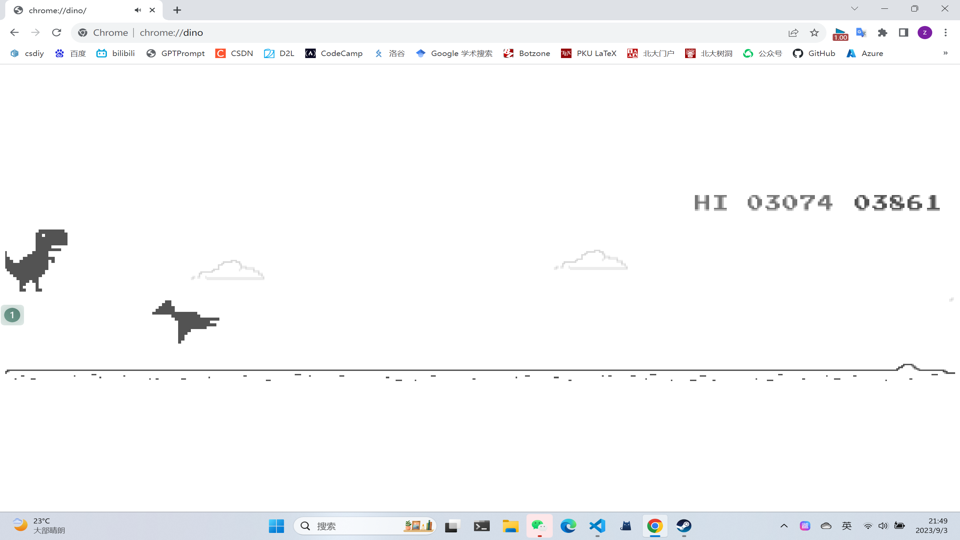 chrome://dino/
Chrome | chrome://dino
1.00
z
csdiy 百度 bilibili GPTPrompt CSDN D2L CodeCamp 洛谷 Google 学术搜索 Botzone PKU LaTeX 北大门户 北大树洞 公众号 GitHub Azure »
HI 03074 03861
1
23°C
大部晴朗
搜索
英
21:49
2023/9/3